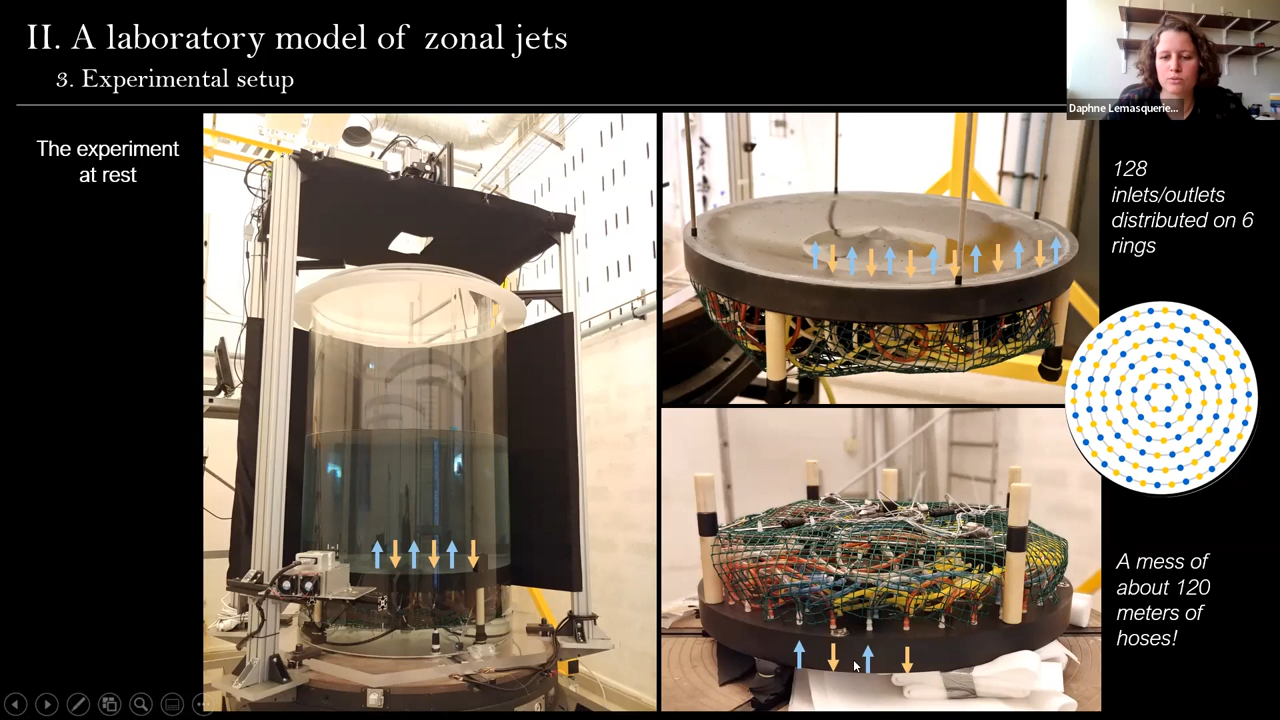 II. A laboratory model of zonal jets
3. Experimental setup
Daphne Lemasquerie...
The experiment
at rest
128
inlets/outlets
distributed on 6
rings
A mess of
about 120
meters of
hoses!